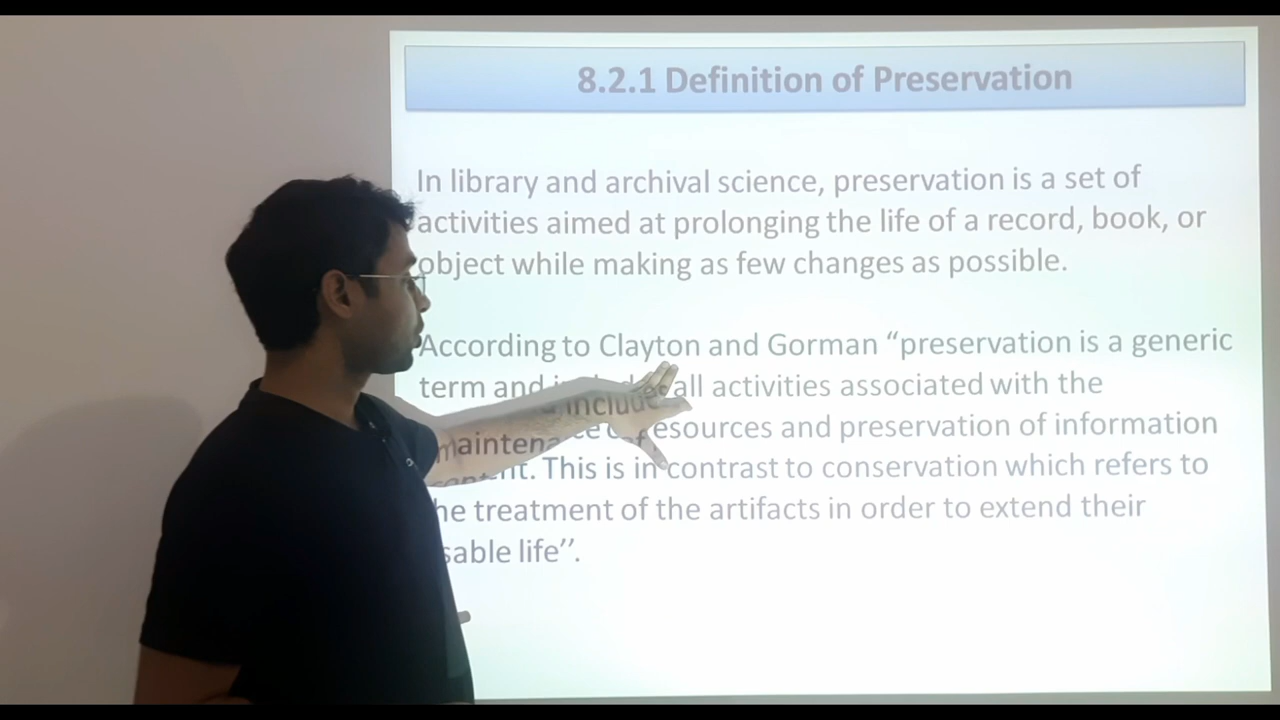 8.2.1 Definition of Preservation
In library and archival science, preservation is a set of
activities aimed at prolonging the life of a record, book, or
object while making as few changes as possible.
According to Clayton and Gorman “preservation is a generic
term and includes all activities associated with the
maintenance of resources and preservation of information
content. This is in contrast to conservation which refers to
the treatment of the artifacts in order to extend their
usable life’’.